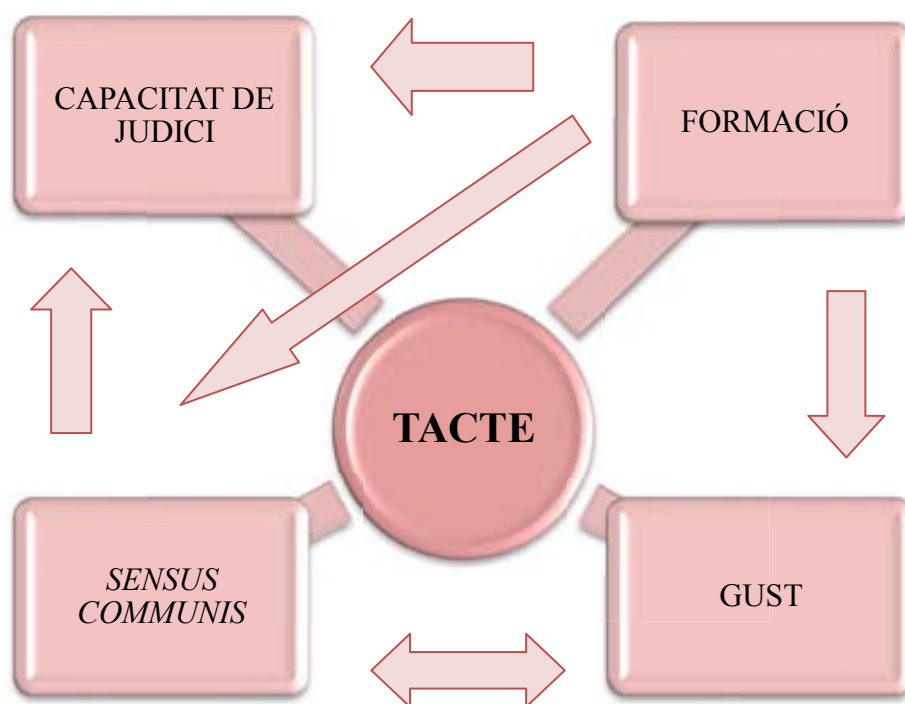 CAPACITAT DE
JUDICI
FORMACIÓ
TACTE
SENSUS
COMMUNIS
GUST